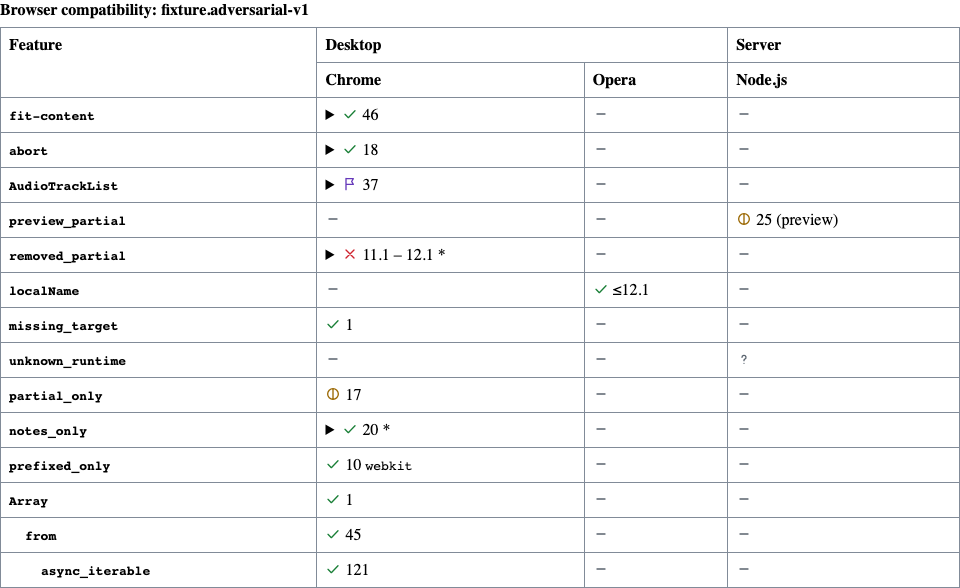 Browser compatibility: fixture.adversarial-v1
Feature Desktop Server
Chrome Opera Node.js
fit-content ▶ ✓ 46 – –
abort ▶ ✓ 18 – –
AudioTrackList ▶ 37 – –
preview_partial – – 25 (preview)
removed_partial ▶ ✕ 11.1 – 12.1 * – –
localName – ✓ ≤12.1 –
missing_target ✓ 1 – –
unknown_runtime – – ?
partial_only 17 – –
notes_only ▶ ✓ 20 * – –
prefixed_only ✓ 10 webkit – –
Array ✓ 1 – –
from ✓ 45 – –
async_iterable ✓ 121 – –